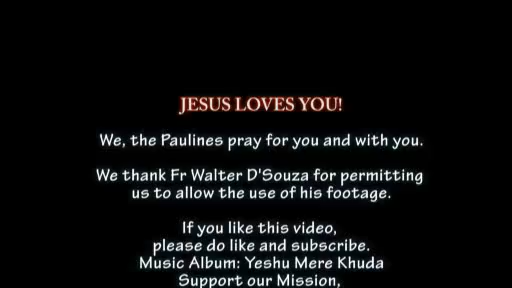 JESUS LOVES YOU!
We, the Paulines pray for you and with you.
We thank Fr Walter D'Souza for permitting
us to allow the use of his footage.
If you like this video,
please do like and subscribe.
Music Album: Yeshu Mere Khuda
Support our Mission,